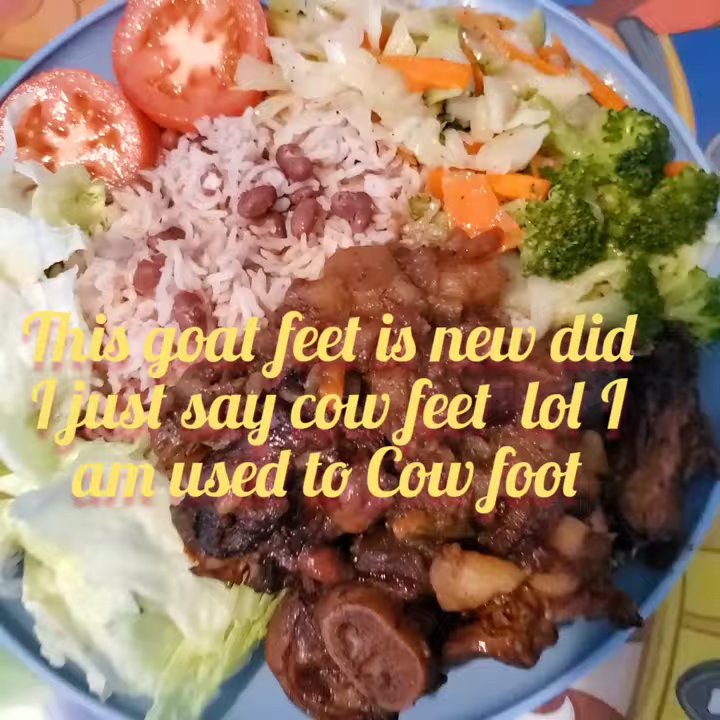 This goat feet is new did
I just say cow feet lol I
am used to Cow foot